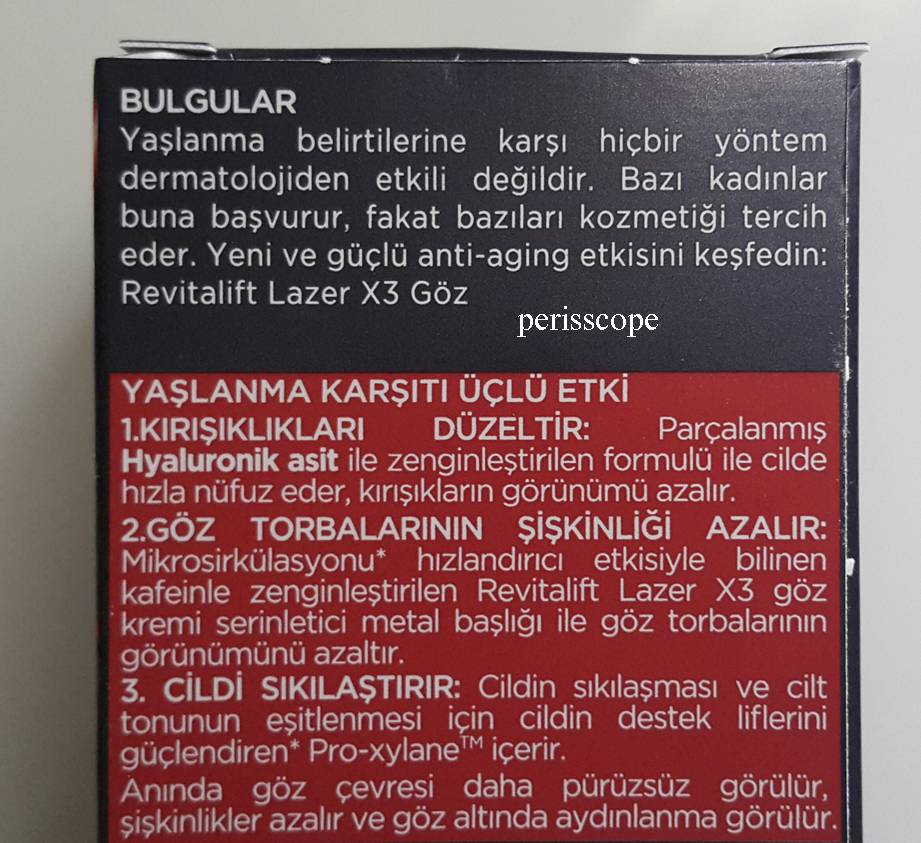 BULGULAR
Yaşlanma belirtilerine karşı hiçbir yöntem
dermatolojiden etkili değildir. Bazı kadınlar
buna başvurur, fakat bazıları kozmetiği tercih
eder. Yeni ve güçlü anti-aging etkisini keşfedin:
Revitalift Lazer X3 Göz
perisscope
YAŞLANMA KARŞITI ÜÇLÜ ETKİ
1.KIRIŞIKLIKLARI DÜZELTİR: Parçalanmış
Hyaluronik asit ile zenginleştirilen formulü ile cilde
hızla nüfuz eder, kırışıkların görünümü azalır.
2.GÖZ TORBALARININ ŞİŞKİNLİĞİ AZALIR:
Mikrosirkülasyonu* hızlandırıcı etkisiyle bilinen
kafeinle zenginleştirilen Revitalift Lazer X3 göz
kremi serinletici metal başlığı ile göz torbalarının
görünümünü azaltır.
3. CİLDİ SIKILAŞTIRIR: Cildin sıkılaşması ve cilt
tonunun eşitlenmesi için cildin destek liflerini
güçlendiren* Pro-xylane™ içerir.
Anında göz çevresi daha pürüzsüz görülür,
şişkinlikler azalır ve göz altında aydınlanma görülür.